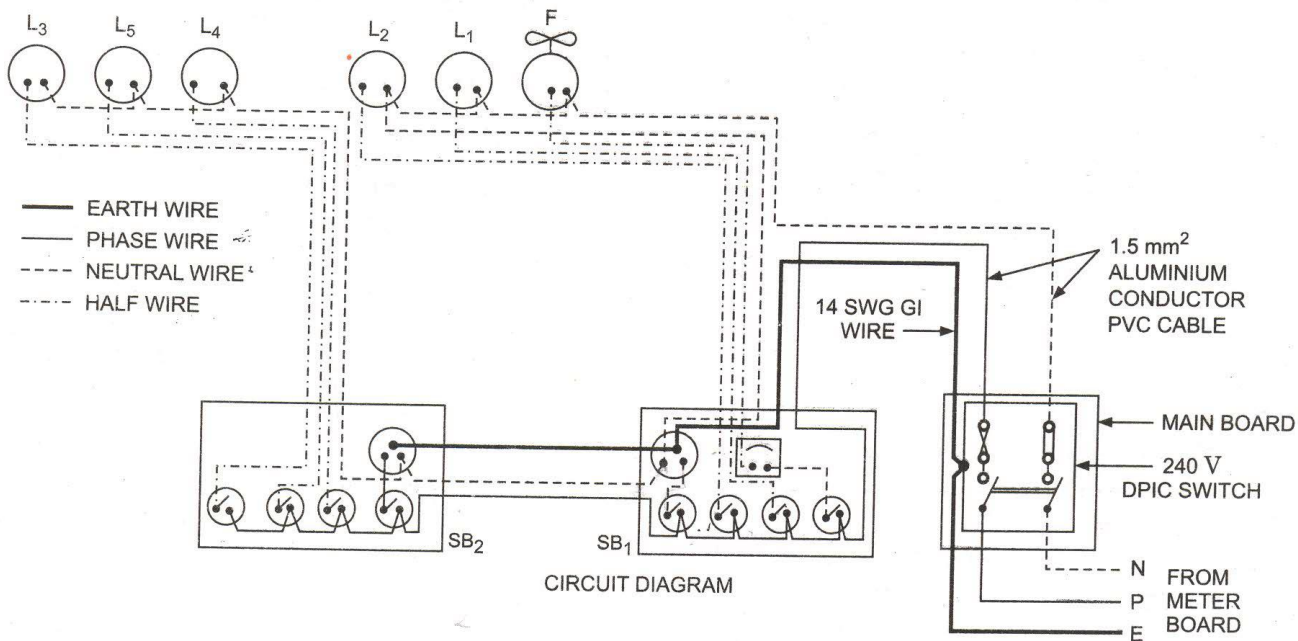 L3
L5
L4
L2
L1
F
EARTH WIRE
PHASE WIRE
NEUTRAL WIRE
HALF WIRE
14 SWG GI
WIRE
1.5 mm²
ALUMINIUM
CONDUCTOR
PVC CABLE
MAIN BOARD
240 V
DPIC SWITCH
SB2
SB1
CIRCUIT DIAGRAM
N FROM
P METER
E BOARD